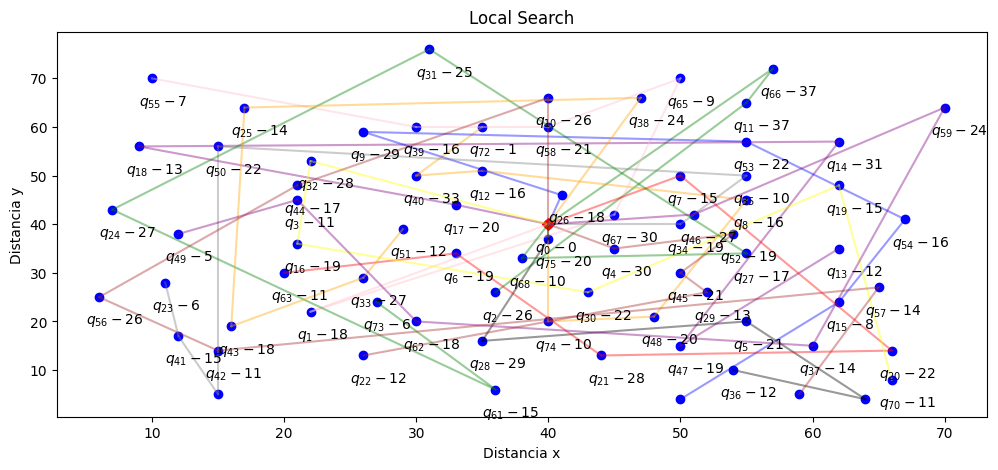 Local Search
Distancia y
70
60
50
40
30
20
10
q31 − 25
q66 − 37
q55 − 7
q65 − 9
q10 − 26
q38 − 24
q11 − 37
q59 − 24
q25 − 14
q9 − 29
q39 − 16
q72 − 1
q58 − 21
q53 − 22
q14 − 31
q18 − 13
q50 − 22
q32 − 28
q40 − 33
q12 − 16
q7 − 15
q35 − 10
q44 − 17
q26 − 18
q19 − 15
q24 − 27
q3 − 11
q17 − 20
q8 − 16
q49 − 5
q51 − 12
q0 − 0
q67 − 30
q46 − 27
q34 − 19
q54 − 16
q16 − 19
q75 − 20
q52 − 19
q63 − 11
q6 − 19
q68 − 10
q4 − 30
q27 − 17
q13 − 12
q23 − 6
q33 − 27
q45 − 21
q56 − 26
q1 − 18
q73 − 6
q2 − 26
q30 − 22
q29 − 13
q57 − 14
q15 − 8
q41 − 15
q43 − 18
q62 − 18
q74 − 10
q48 − 20
q5 − 21
q42 − 11
q22 − 12
q28 − 29
q21 − 28
q47 − 19
q37 − 14
q20 − 22
q61 − 15
q36 − 12
q70 − 11
10 20 30 40 50 60 70
Distancia x